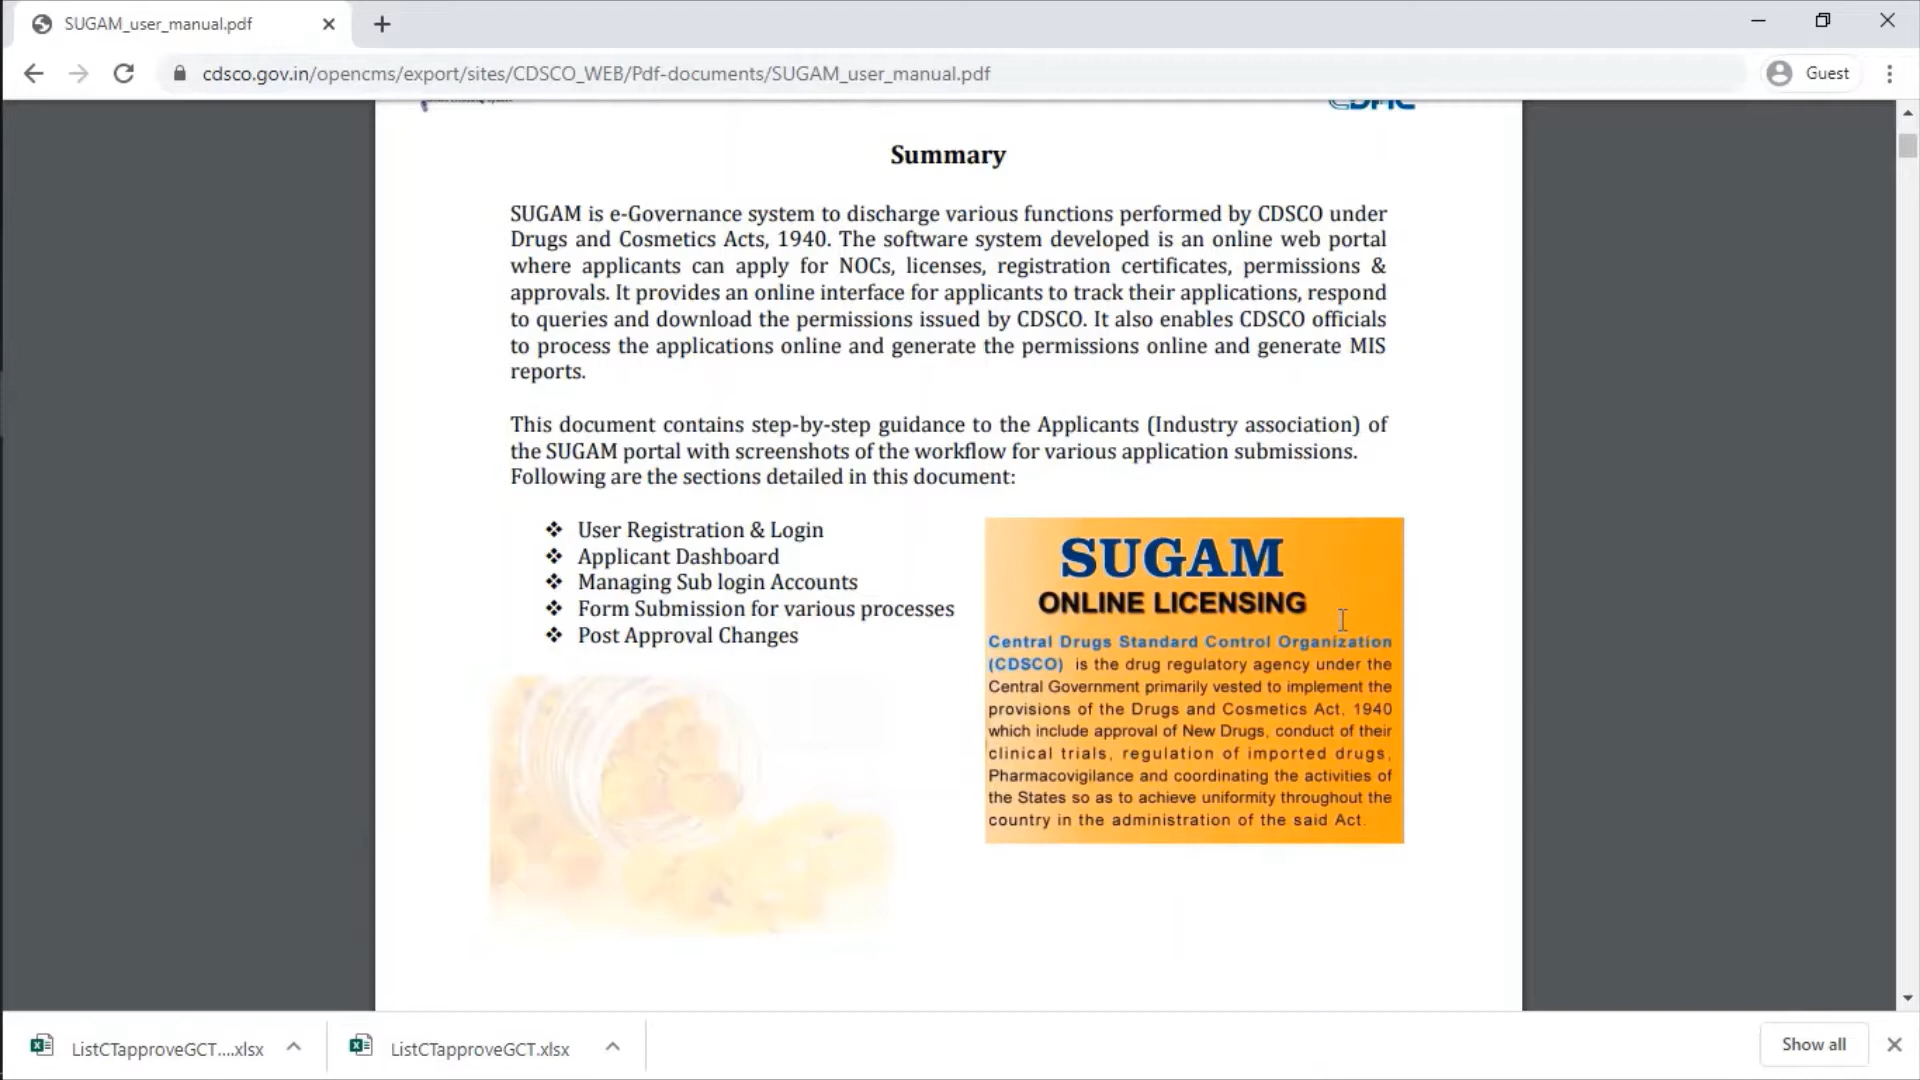 SUGAM_user_manual.pdf
cdsco.gov.in/opencms/export/sites/CDSCO_WEB/Pdf-documents/SUGAM_user_manual.pdf
Guest
Summary
SUGAM is e-Governance system to discharge various functions performed by CDSCO under
Drugs and Cosmetics Acts, 1940. The software system developed is an online web portal
where applicants can apply for NOCs, licenses, registration certificates, permissions &
approvals. It provides an online interface for applicants to track their applications, respond
to queries and download the permissions issued by CDSCO. It also enables CDSCO officials
to process the applications online and generate the permissions online and generate MIS
reports.
This document contains step-by-step guidance to the Applicants (Industry association) of
the SUGAM portal with screenshots of the workflow for various application submissions.
Following are the sections detailed in this document:
❖ User Registration & Login
❖ Applicant Dashboard
❖ Managing Sub login Accounts
❖ Form Submission for various processes
❖ Post Approval Changes
SUGAM
ONLINE LICENSING
Central Drugs Standard Control Organization
(CDSCO) is the drug regulatory agency under the
Central Government primarily vested to implement the
provisions of the Drugs and Cosmetics Act, 1940
which include approval of New Drugs, conduct of their
clinical trials, regulation of imported drugs,
Pharmacovigilance and coordinating the activities of
the States so as to achieve uniformity throughout the
country in the administration of the said Act.
ListCTapproveGCT....xlsx
ListCTapproveGCT.xlsx
Show all